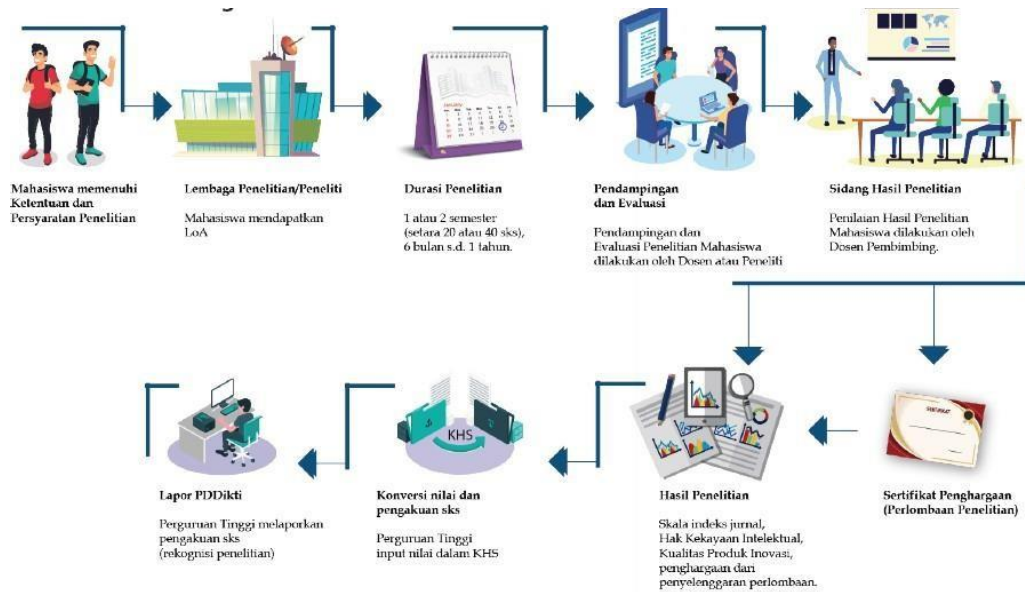 Mahasiswa memenuhi
Ketentuan dan
Persyaratan Penelitian
Lembaga Penelitian/Peneliti
Mahasiswa mendapatkan
LoA
Durasi Penelitian
1 atau 2 semester
(setara 20 atau 40 sks),
6 bulan s.d. 1 tahun.
Pendampingan
dan Evaluasi
Pendampingan dan
Evaluasi Penelitian Mahasiswa
dilakukan oleh Dosen atau Peneliti
Sidang Hasil Penelitian
Penilaian Hasil Penelitian
Mahasiswa dilakukan oleh
Dosen Pembimbing.
KHS
SERTIFIKAT
Lapor PDDikti
Perguruan Tinggi melaporkan
pengakuan sks
(rekognisi penelitian)
Konversi nilai dan
pengakuan sks
Perguruan Tinggi
input nilai dalam KHS
Hasil Penelitian
Skala indeks jurnal,
Hak Kekayaan Intelektual,
Kualitas Produk Inovasi,
penghargaan dari
penyelenggaran perlombaan.
Sertifikat Penghargaan
(Perlombaan Penelitian)